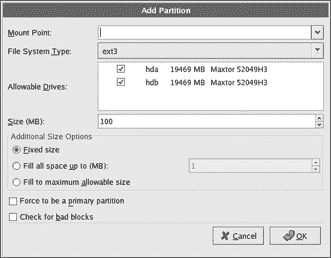 Add Partition
Mount Point:
File System Type: ext3
Allowable Drives:
hda 19469 MB Maxtor 52049H3
hdb 19469 MB Maxtor 52049H3
Size (MB): 100
Additional Size Options
Fixed size
Fill all space up to (MB): 1
Fill to maximum allowable size
Force to be a primary partition
Check for bad blocks
Cancel OK